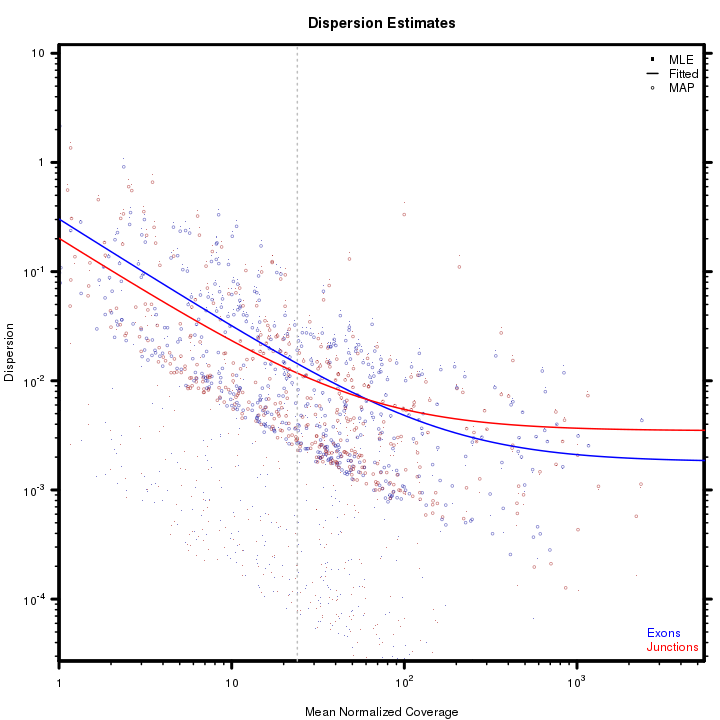 Dispersion Estimates
10
1
10^-1
10^-2
10^-3
10^-4
Dispersion
MLE
Fitted
MAP
Exons
Junctions
1
10
10^2
10^3
Mean Normalized Coverage